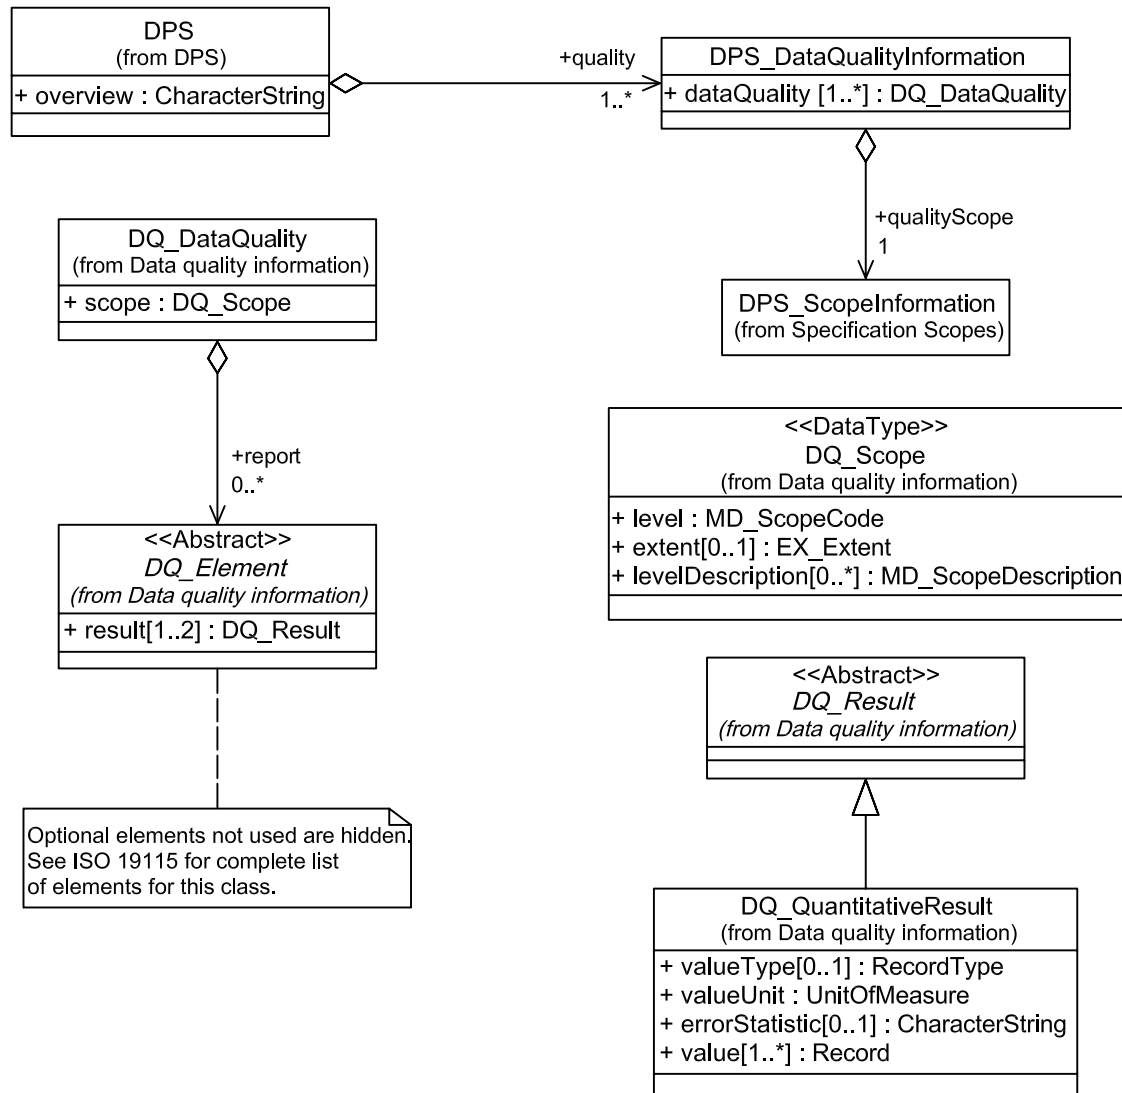 DPS
(from DPS)
+ overview : CharacterString
+quality
1..*
DPS_DataQualityInformation
+ dataQuality [1..*] : DQ_DataQuality
+qualityScope
1
DPS_ScopeInformation
(from Specification Scopes)
DQ_DataQuality
(from Data quality information)
+ scope : DQ_Scope
+report
0..*
<<Abstract>>
DQ_Element
(from Data quality information)
+ result[1..2] : DQ_Result
Optional elements not used are hidden.
See ISO 19115 for complete list
of elements for this class.
<<DataType>>
DQ_Scope
(from Data quality information)
+ level : MD_ScopeCode
+ extent[0..1] : EX_Extent
+ levelDescription[0..*] : MD_ScopeDescription
<<Abstract>>
DQ_Result
(from Data quality information)
DQ_QuantitativeResult
(from Data quality information)
+ valueType[0..1] : RecordType
+ valueUnit : UnitOfMeasure
+ errorStatistic[0..1] : CharacterString
+ value[1..*] : Record